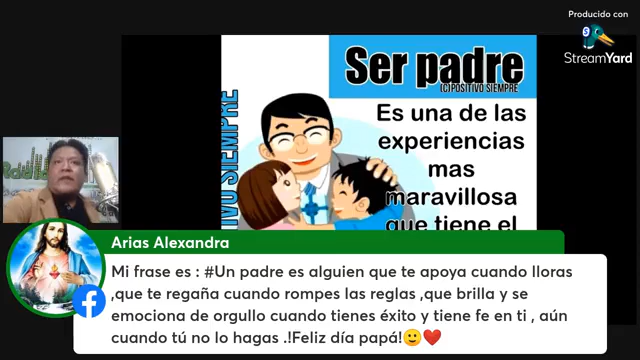 Producido con
StreamYard
Ser padre
(C)POSITIVO SIEMPRE
Es una de las
experiencias
mas
maravillosa
que tiene el
SIEMPRE
Arias Alexandra
Mi frase es : #Un padre es alguien que te apoya cuando lloras
,que te regaña cuando rompes las reglas ,que brilla y se
emociona de orgullo cuando tienes éxito y tiene fe en ti , aún
cuando tú no lo hagas .!Feliz día papá!🙂❤️